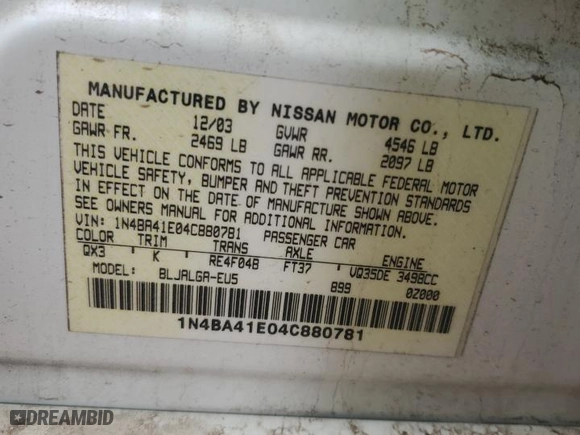 MANUFACTURED BY NISSAN MOTOR CO., LTD.
DATE 12/03 GVWR 4546 LB
GAWR FR. 2469 LB GAWR RR. 2097 LB
THIS VEHICLE CONFORMS TO ALL APPLICABLE FEDERAL MOTOR
VEHICLE SAFETY, BUMPER AND THEFT PREVENTION STANDARDS
IN EFFECT ON THE DATE OF MANUFACTURE SHOWN ABOVE.
SEE OWNERS MANUAL FOR ADDITIONAL INFORMATION.
VIN: 1N4BA41E04C880781 PASSENGER CAR
COLOR TRIM TRANS AXLE ENGINE
QX3 K RE4F04B FT37 VQ35DE 3498CC
MODEL: BLJALGA-EU5 899 0Z000
1N4BA41E04C880781
DREAMBID